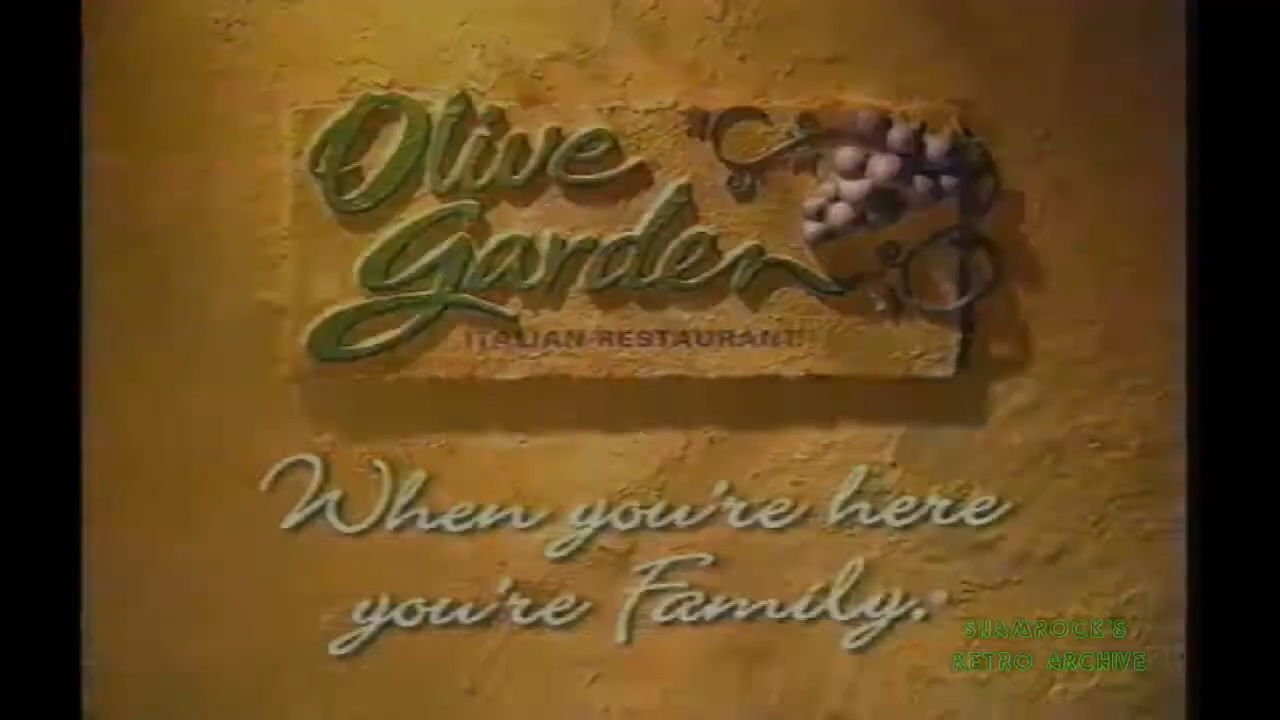 Olive
Garden
ITALIAN RESTAURANT
When you're here
you're Family.
SHAMROCK'S
RETRO ARCHIVE